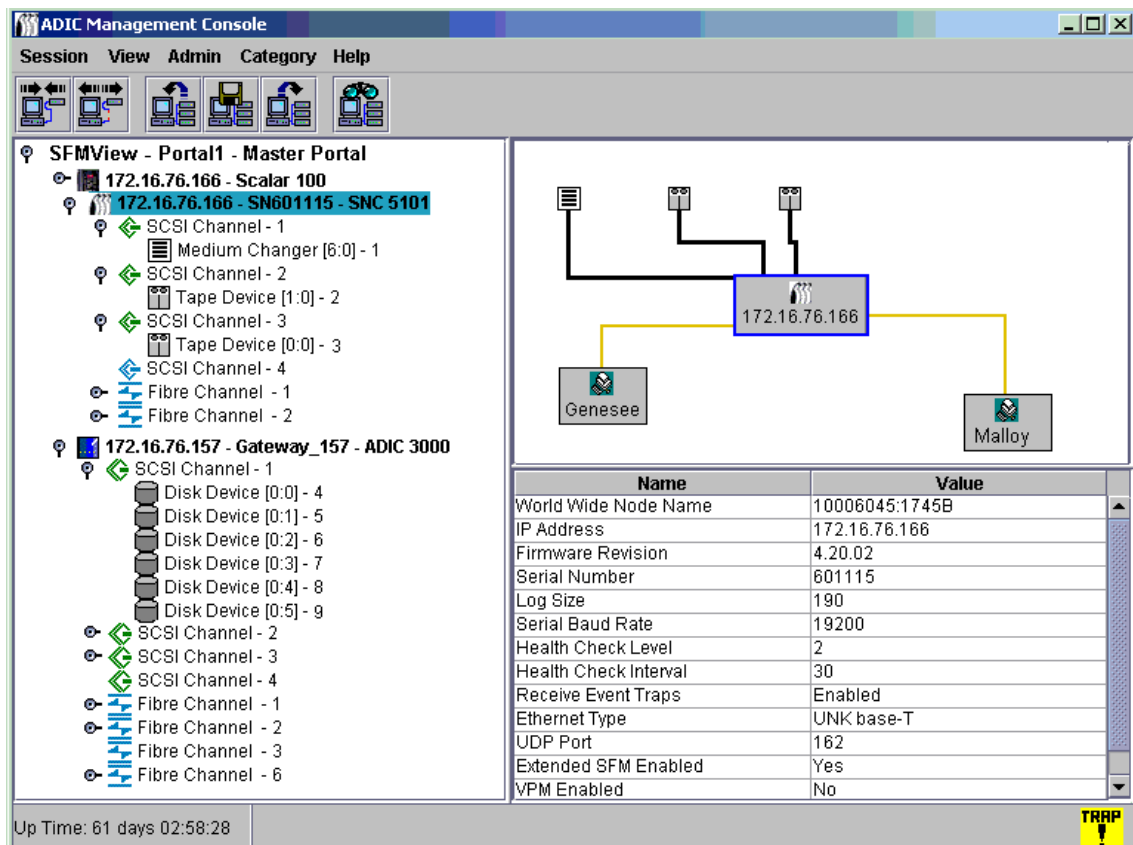 ADIC Management Console
Session View Admin Category Help
SFMView - Portal1 - Master Portal
172.16.76.166 - Scalar 100
172.16.76.166 - SN601115 - SNC 5101
SCSI Channel - 1
Medium Changer [6:0] - 1
SCSI Channel - 2
Tape Device [1:0] - 2
SCSI Channel - 3
Tape Device [0:0] - 3
SCSI Channel - 4
Fibre Channel - 1
Fibre Channel - 2
172.16.76.157 - Gateway_157 - ADIC 3000
SCSI Channel - 1
Disk Device [0:0] - 4
Disk Device [0:1] - 5
Disk Device [0:2] - 6
Disk Device [0:3] - 7
Disk Device [0:4] - 8
Disk Device [0:5] - 9
SCSI Channel - 2
SCSI Channel - 3
SCSI Channel - 4
Fibre Channel - 1
Fibre Channel - 2
Fibre Channel - 3
Fibre Channel - 6
172.16.76.166
Genesee
Malloy
Name Value
World Wide Node Name 10006045:1745B
IP Address 172.16.76.166
Firmware Revision 4.20.02
Serial Number 601115
Log Size 190
Serial Baud Rate 19200
Health Check Level 2
Health Check Interval 30
Receive Event Traps Enabled
Ethernet Type UNK base-T
UDP Port 162
Extended SFM Enabled Yes
VPM Enabled No
Up Time: 61 days 02:58:28
TRAP